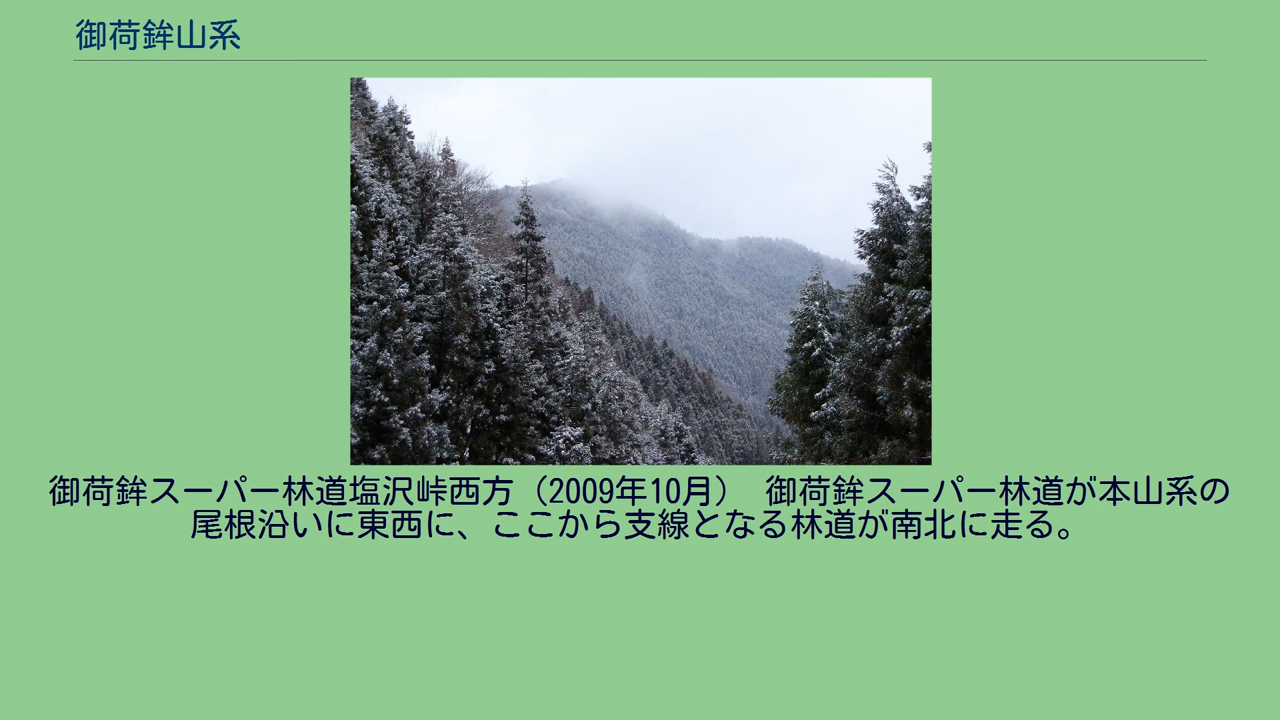 御荷鉾山系
御荷鉾スーパー林道塩沢峠西方（2009年10月）　御荷鉾スーパー林道が本山系の
尾根沿いに東西に、ここから支線となる林道が南北に走る。